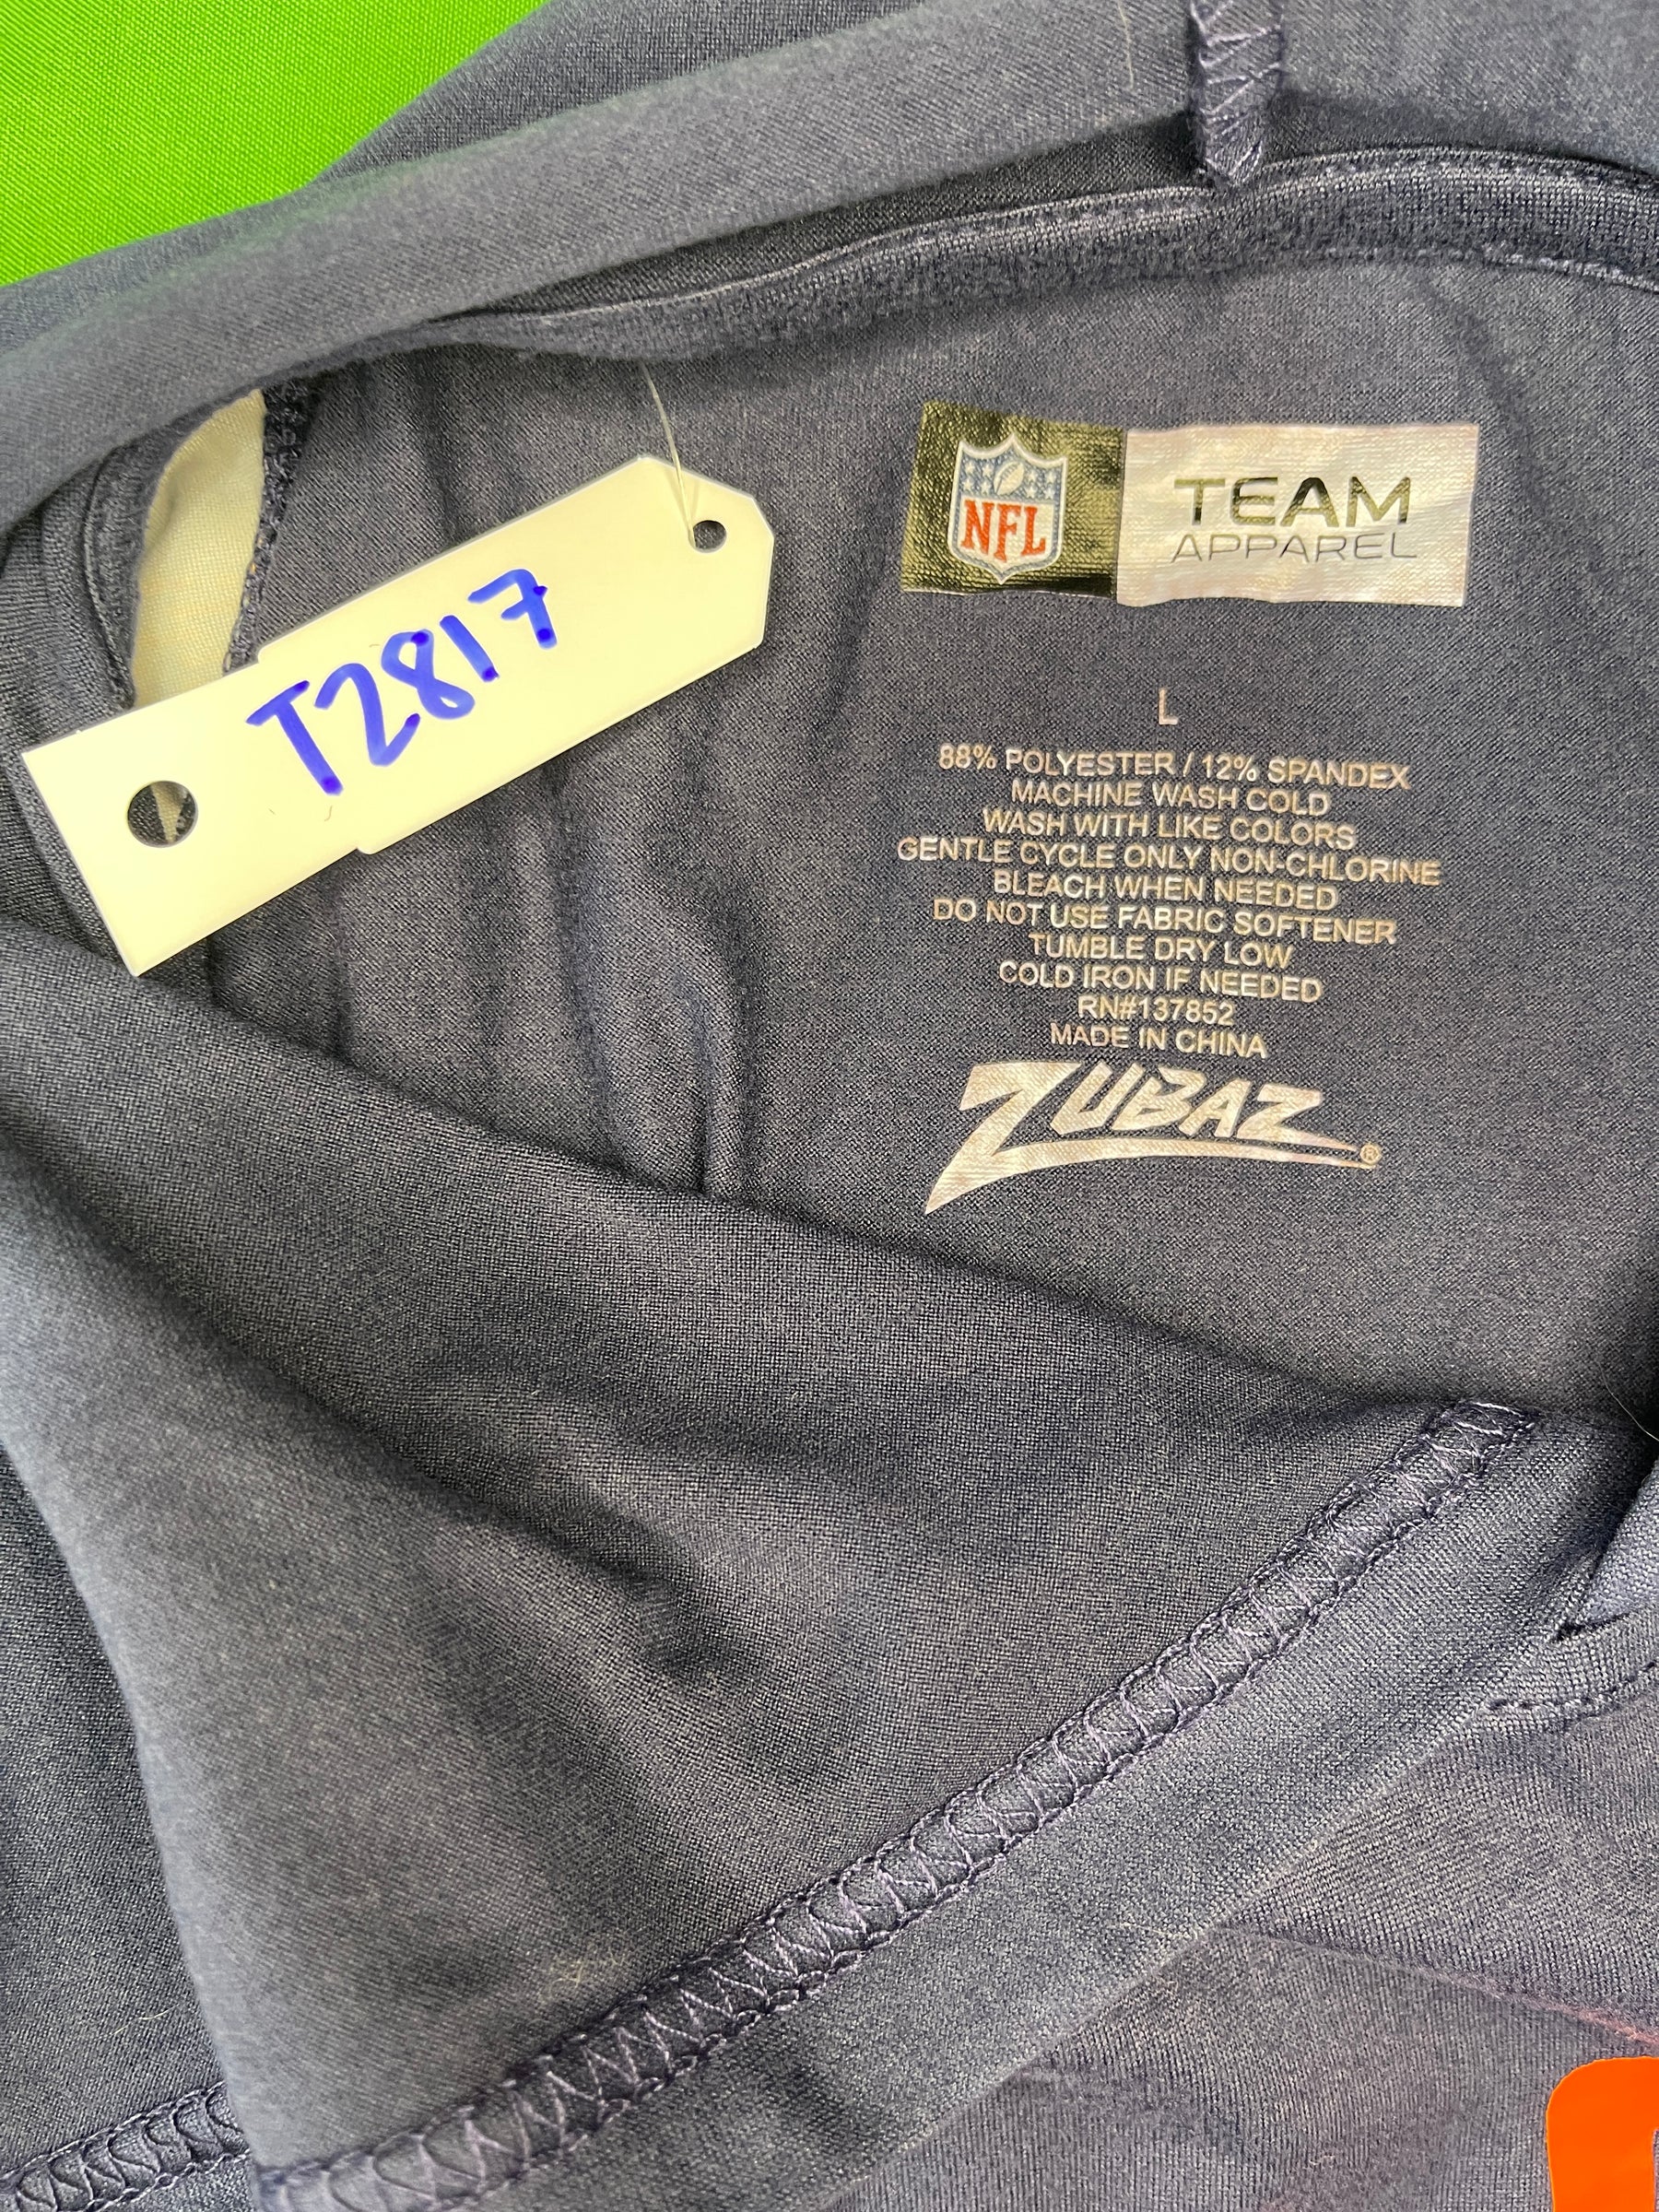 T2817
NFL
TEAM
APPAREL
L
88% POLYESTER / 12% SPANDEX
MACHINE WASH COLD
WASH WITH LIKE COLORS
GENTLE CYCLE ONLY NON-CHLORINE
BLEACH WHEN NEEDED
DO NOT USE FABRIC SOFTENER
TUMBLE DRY LOW
COLD IRON IF NEEDED
RN#137852
MADE IN CHINA
ZUBAZ®